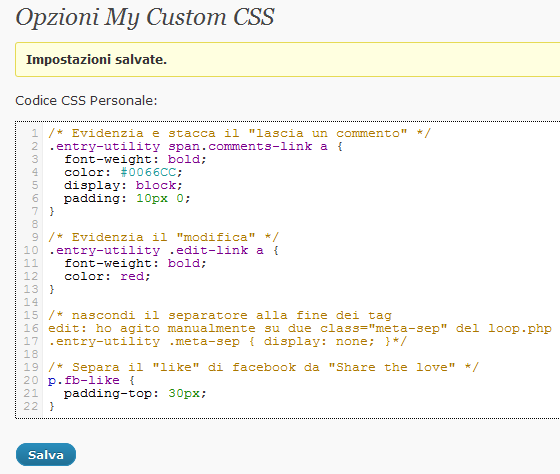 Opzioni My Custom CSS
Impostazioni salvate.
Codice CSS Personale:
1 /* Evidenzia e stacca il "lascia un commento" */
2 .entry-utility span.comments-link a {
3   font-weight: bold;
4   color: #0066CC;
5   display: block;
6   padding: 10px 0;
7 }
8
9 /* Evidenzia il "modifica" */
10 .entry-utility .edit-link a {
11   font-weight: bold;
12   color: red;
13 }
14
15 /* nascondi il separatore alla fine dei tag
16 edit: ho agito manualmente su due class="meta-sep" del loop.php
17 .entry-utility .meta-sep { display: none; }*/
18
19 /* Separa il "like" di facebook da "Share the love" */
20 p.fb-like {
21   padding-top: 30px;
22 }
Salva